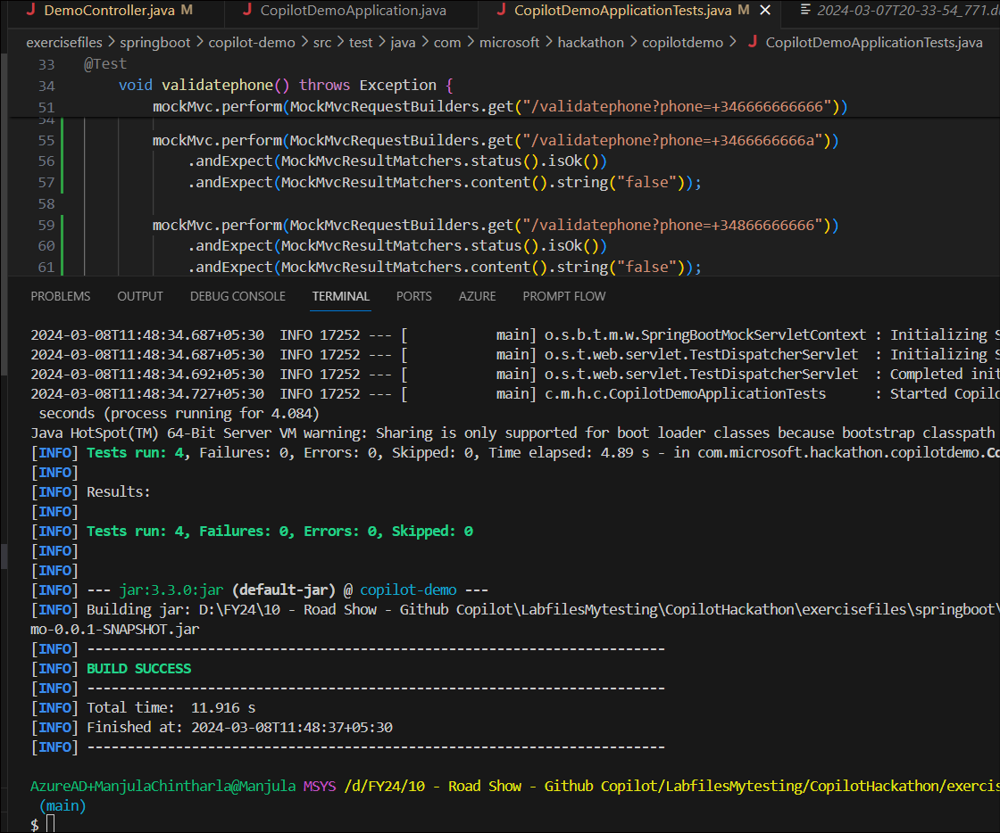 DemoController.java M CopilotDemoApplication.java CopilotDemoApplicationTests.java M 2024-03-07T20-33-54_771.d
exercisefiles > springboot > copilot-demo > src > test > java > com > microsoft > hackathon > copilotdemo > CopilotDemoApplicationTests.java
33 @Test
34 void validatephone() throws Exception {
51 mockMvc.perform(MockMvcRequestBuilders.get("/validatephone?phone=+346666666666"))
54
55 mockMvc.perform(MockMvcRequestBuilders.get("/validatephone?phone=+3466666666a"))
56 .andExpect(MockMvcResultMatchers.status().isOk())
57 .andExpect(MockMvcResultMatchers.content().string("false"));
58
59 mockMvc.perform(MockMvcRequestBuilders.get("/validatephone?phone=+34866666666"))
60 .andExpect(MockMvcResultMatchers.status().isOk())
61 .andExpect(MockMvcResultMatchers.content().string("false"));
PROBLEMS OUTPUT DEBUG CONSOLE TERMINAL PORTS AZURE PROMPT FLOW
2024-03-08T11:48:34.687+05:30 INFO 17252 --- [ main] o.s.b.t.m.w.SpringBootMockServletContext : Initializing S
2024-03-08T11:48:34.687+05:30 INFO 17252 --- [ main] o.s.t.web.servlet.TestDispatcherServlet : Initializing S
2024-03-08T11:48:34.692+05:30 INFO 17252 --- [ main] o.s.t.web.servlet.TestDispatcherServlet : Completed init
2024-03-08T11:48:34.727+05:30 INFO 17252 --- [ main] c.m.h.c.CopilotDemoApplicationTests : Started Copilo
seconds (process running for 4.084)
Java HotSpot(TM) 64-Bit Server VM warning: Sharing is only supported for boot loader classes because bootstrap classpath
[INFO] Tests run: 4, Failures: 0, Errors: 0, Skipped: 0, Time elapsed: 4.89 s - in com.microsoft.hackathon.copilotdemo.Co
[INFO]
[INFO] Results:
[INFO]
[INFO] Tests run: 4, Failures: 0, Errors: 0, Skipped: 0
[INFO]
[INFO]
[INFO] --- jar:3.3.0:jar (default-jar) @ copilot-demo ---
[INFO] Building jar: D:\FY24\10 - Road Show - Github Copilot\LabfilesMytesting\CopilotHackathon\exercisefiles\springboot\
mo-0.0.1-SNAPSHOT.jar
[INFO] ------------------------------------------------------------------------
[INFO] BUILD SUCCESS
[INFO] ------------------------------------------------------------------------
[INFO] Total time: 11.916 s
[INFO] Finished at: 2024-03-08T11:48:37+05:30
[INFO] ------------------------------------------------------------------------
AzureAD+ManjulaChintharla@Manjula MSYS /d/FY24/10 - Road Show - Github Copilot/LabfilesMytesting/CopilotHackathon/exercis
(main)
$